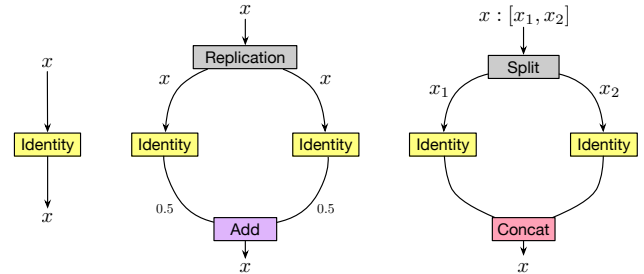 x
Identity
x
x
Replication
x
x
Identity
Identity
0.5
0.5
Add
x
x : [x₁, x₂]
Split
x₁
x₂
Identity
Identity
Concat
x